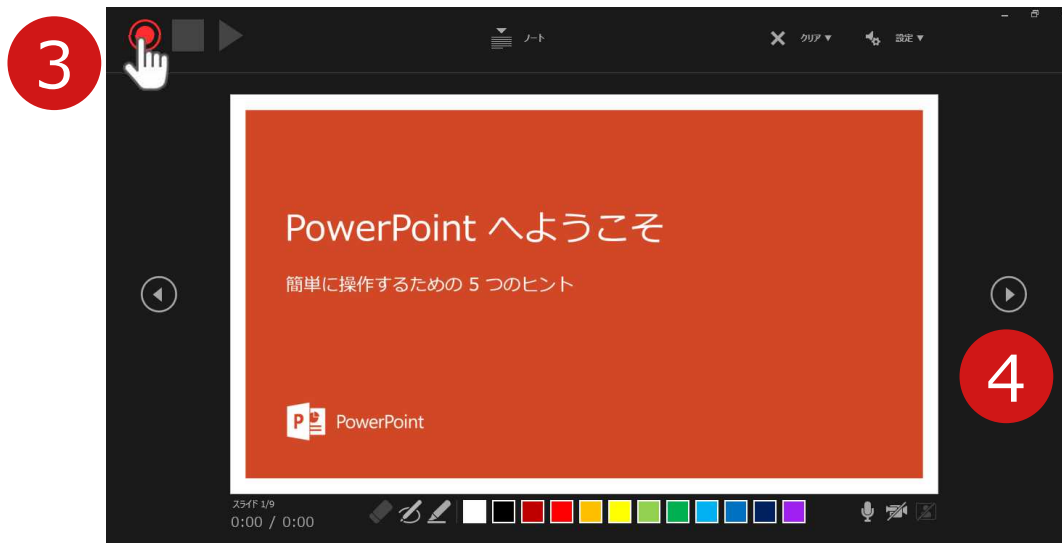 3
ノート
クリア ▼
設定 ▼
PowerPoint へようこそ
簡単に操作するための 5 つのヒント
4
P
PowerPoint
スライド 1/9
0:00 / 0:00